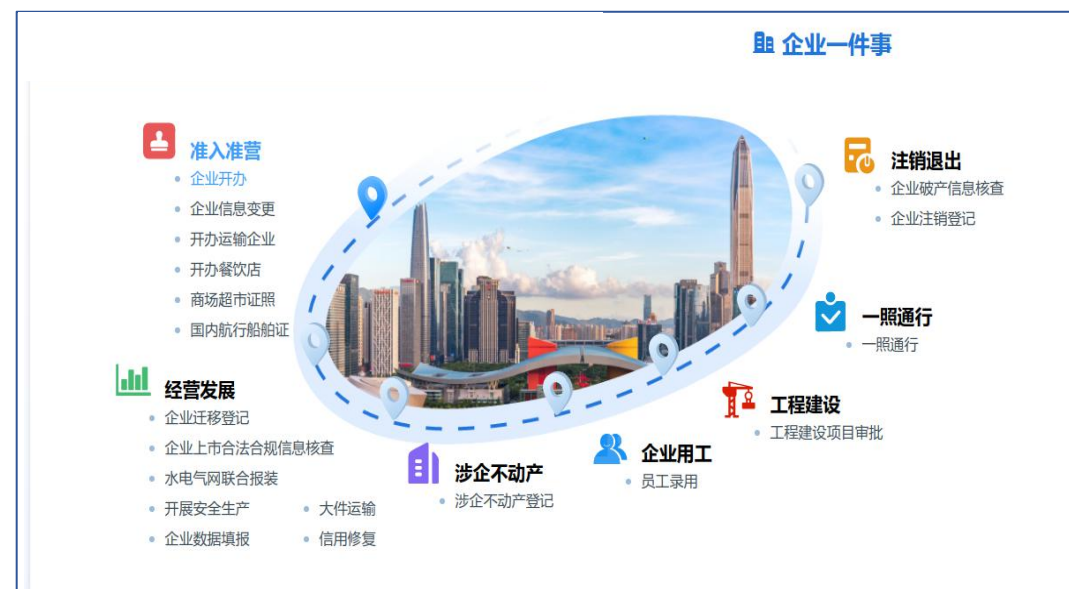 企业一件事
准入准营
企业开办
企业信息变更
开办运输企业
开办餐饮店
商场超市证照
国内航行船舶证
经营发展
企业迁移登记
企业上市合法合规信息核查
水电气网联合报装
开展安全生产
大件运输
企业数据填报
信用修复
涉企不动产
涉企不动产登记
企业用工
员工录用
工程建设
工程建设项目审批
一照通行
一照通行
注销退出
企业破产信息核查
企业注销登记